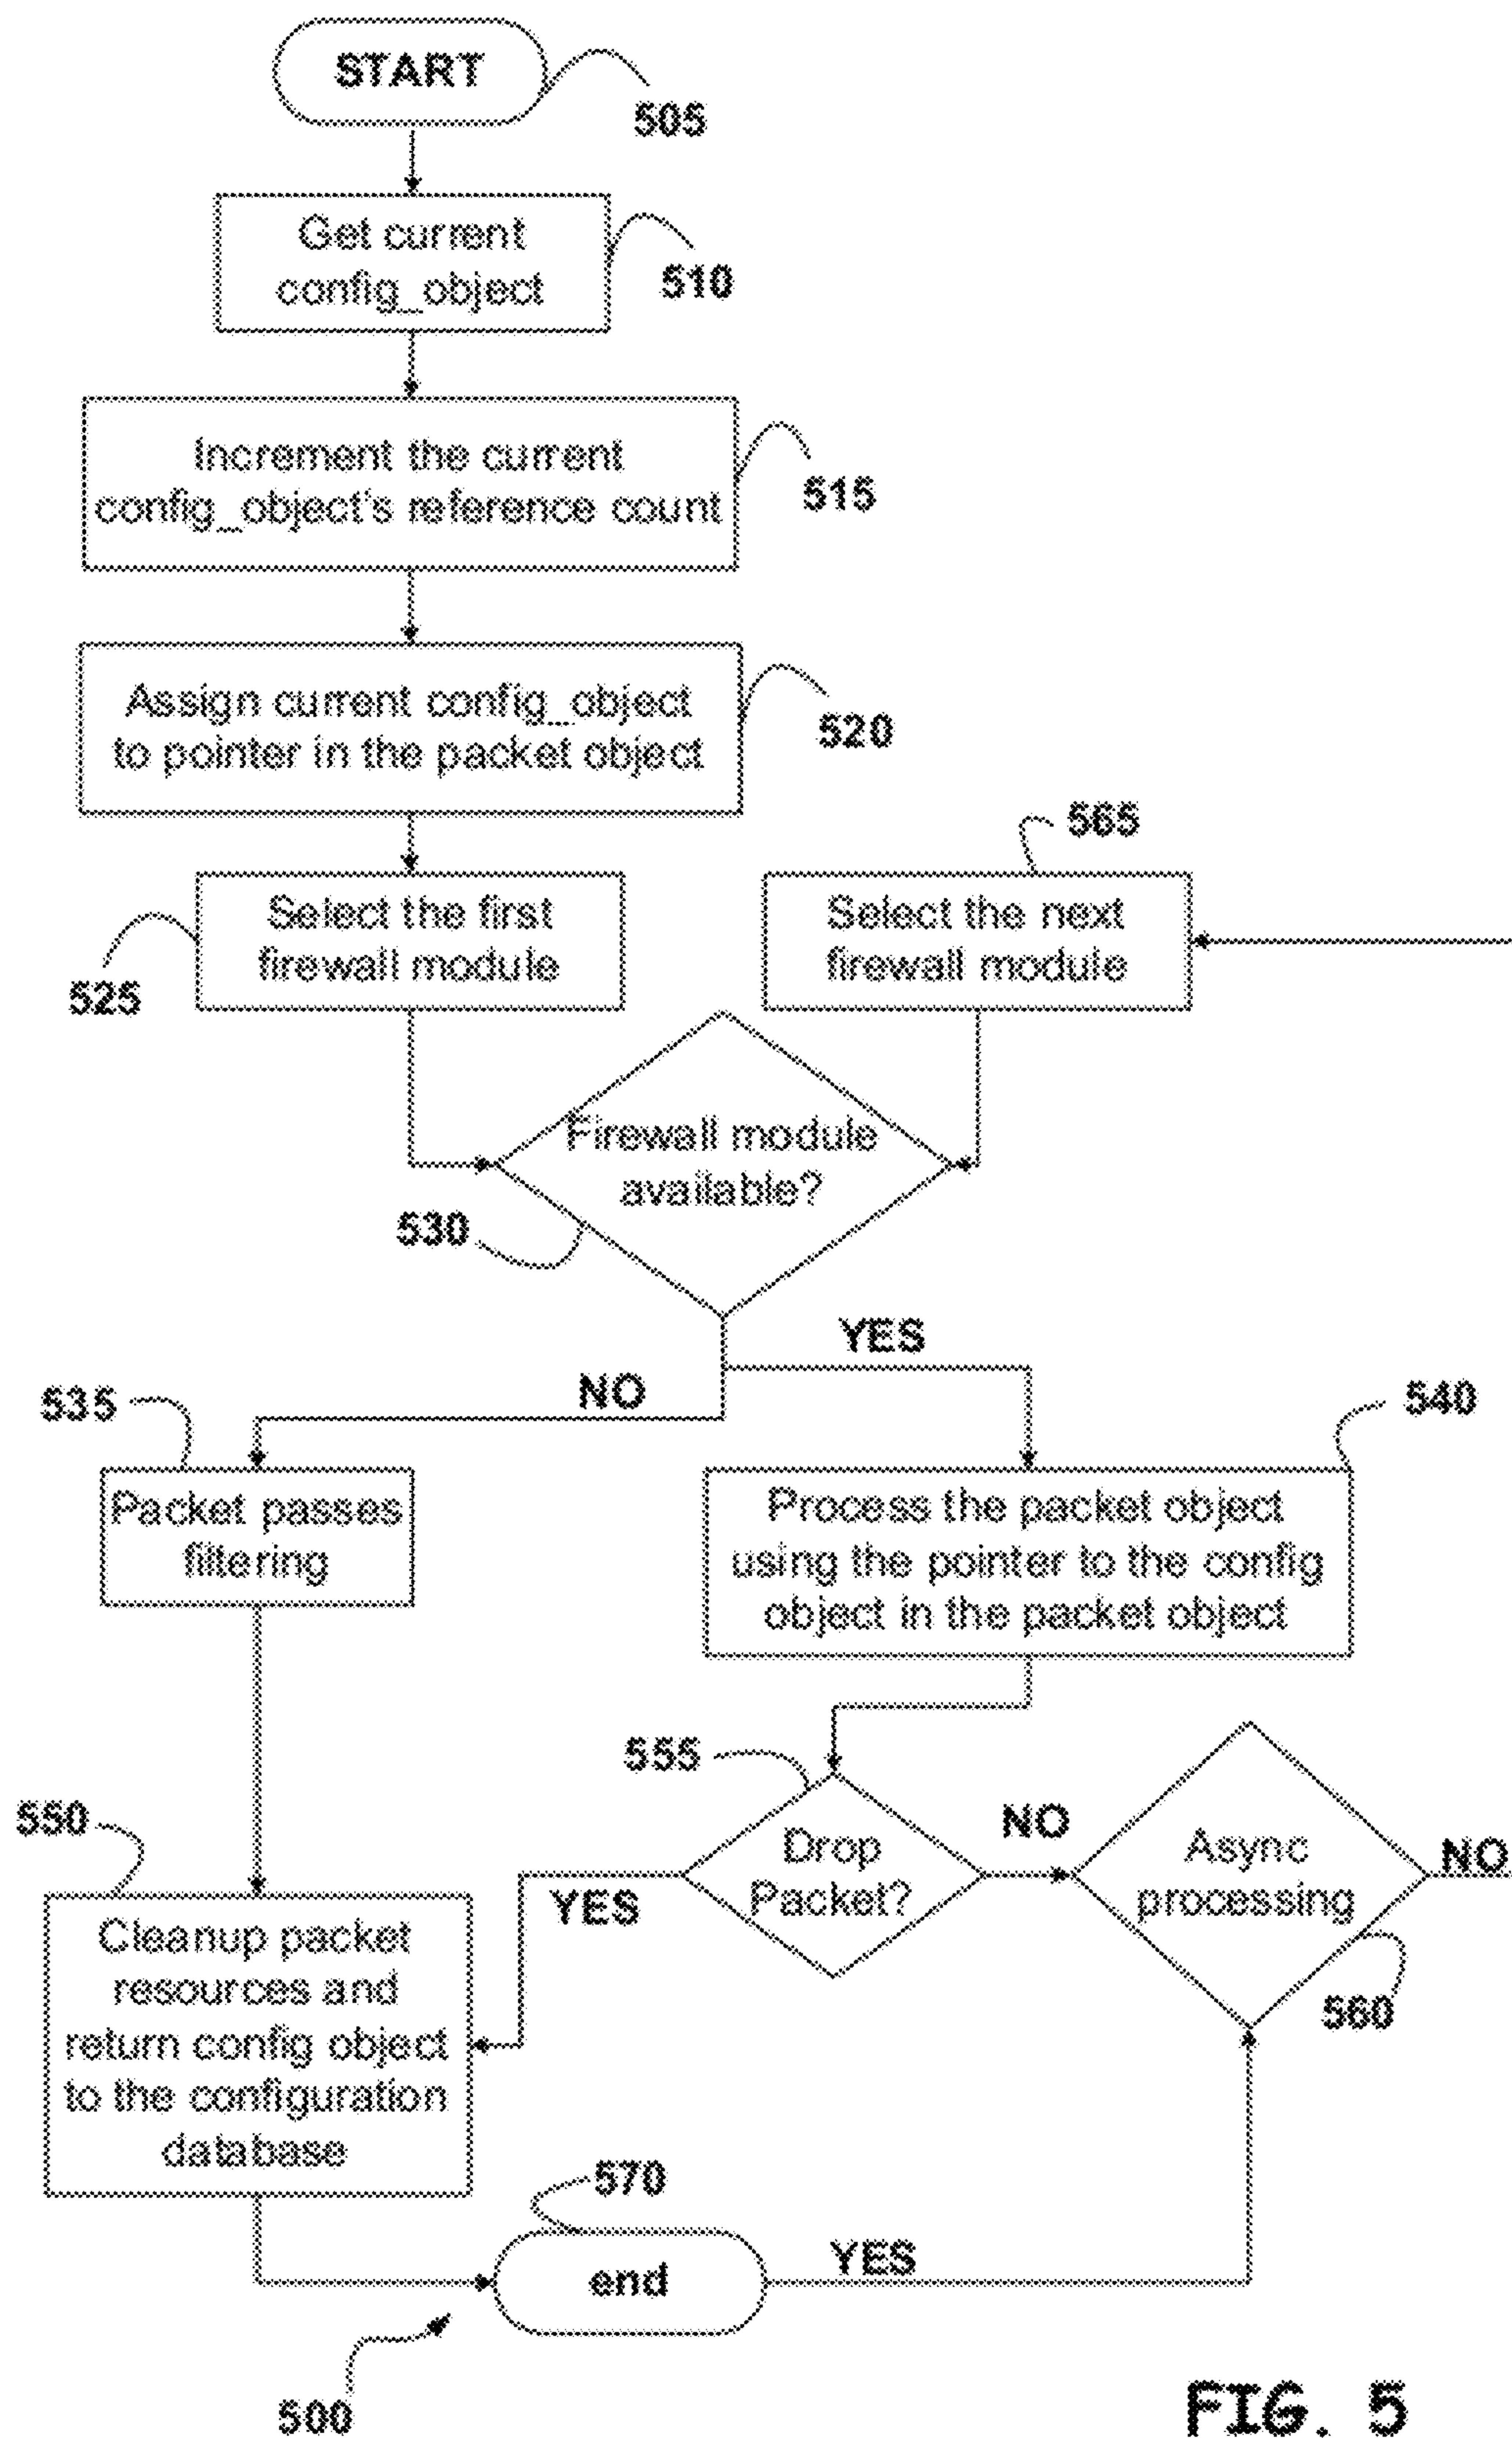 START
505
Get current
config_object
510
Increment the current
config_object's reference count
515
Assign current config_object
to pointer in the packet object
520
565
Select the first
firewall module
525
Select the next
firewall module
Firewall module
available?
530
YES
NO
535
540
Packet passes
filtering
Process the packet object
using the pointer to the config
object in the packet object
555
550
Drop
Packet?
NO
Async
processing
NO
YES
560
Cleanup packet
resources and
return config object
to the configuration
database
570
end
YES
500
FIG. 5